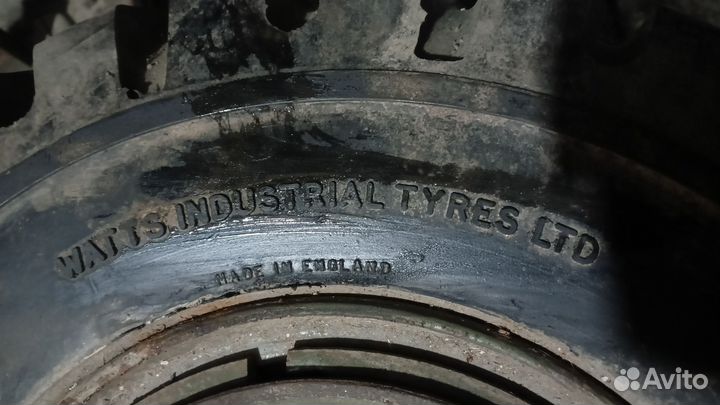 WATTS INDUSTRIAL TYRES LTD
MADE IN ENGLAND
Avito